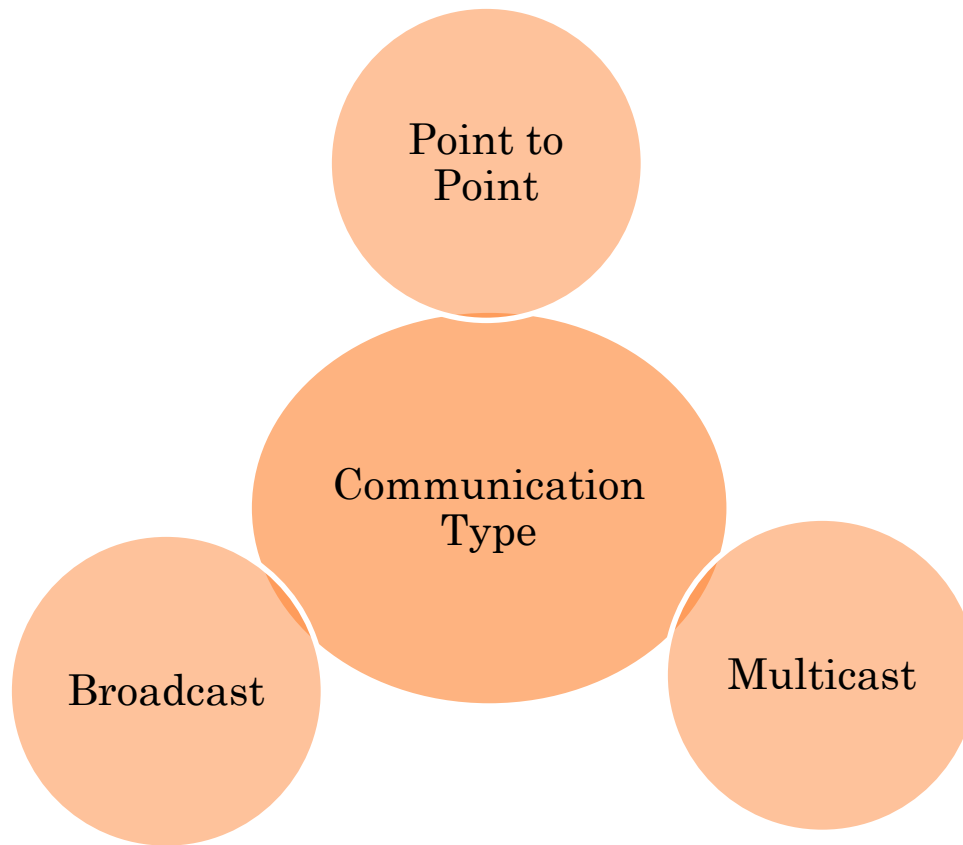 Point to
Point
Communication
Type
Broadcast
Multicast